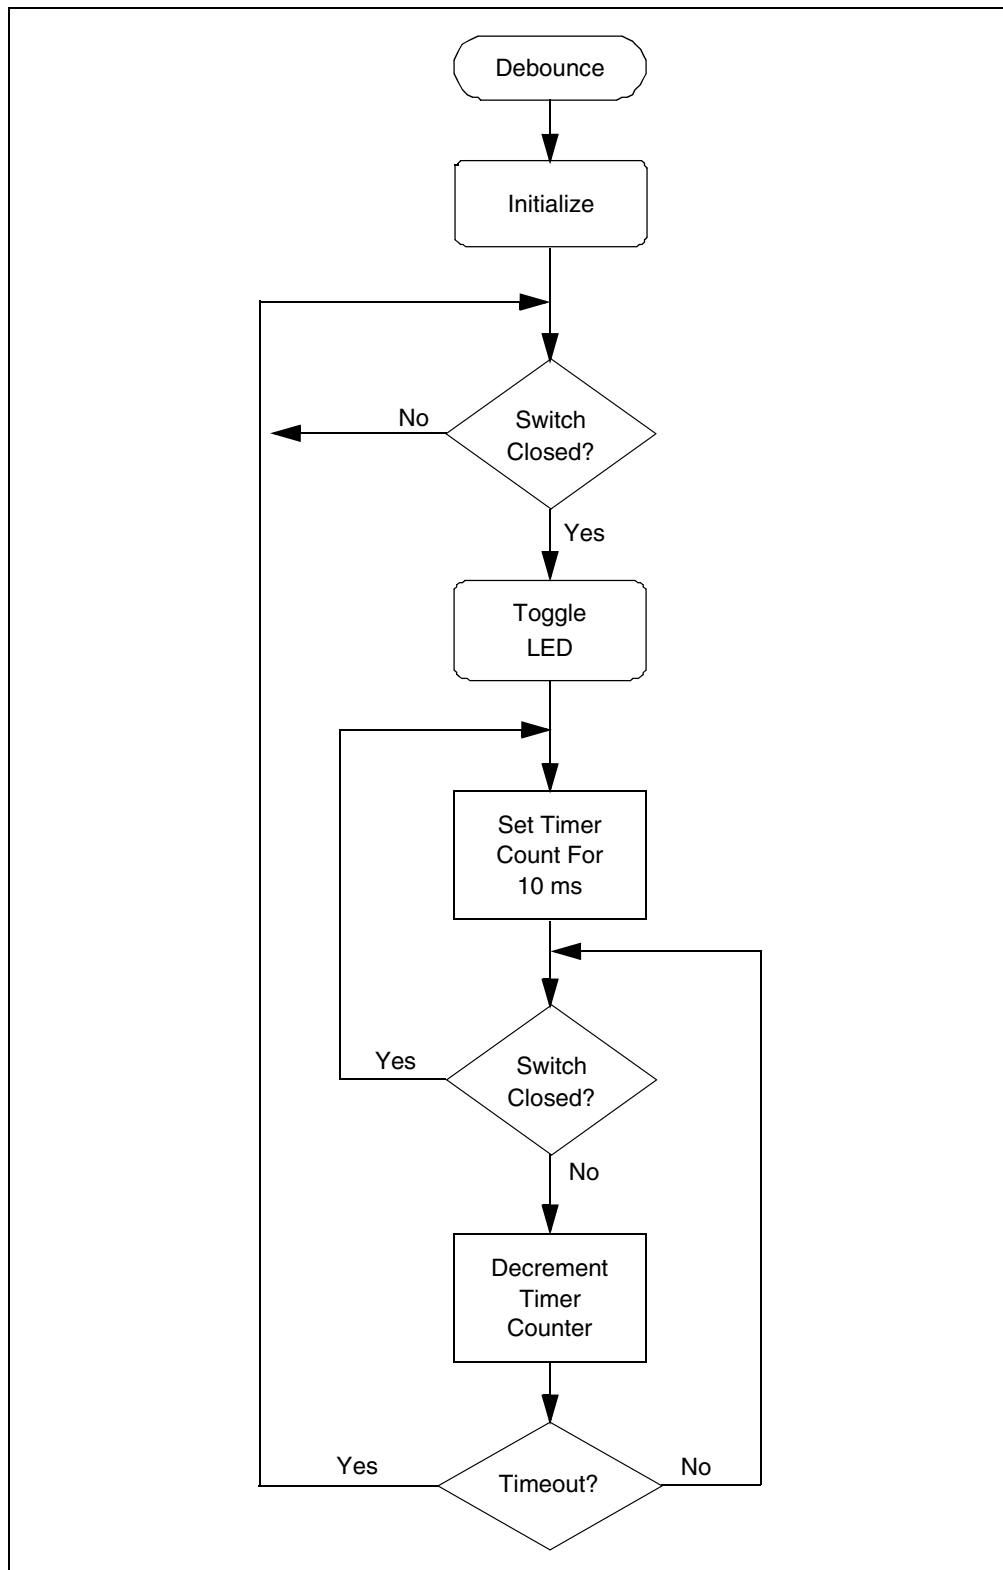 Debounce
Initialize
No
Switch
Closed?
Yes
Toggle
LED
Set Timer
Count For
10 ms
Yes
Switch
Closed?
No
Decrement
Timer
Counter
Yes
Timeout?
No